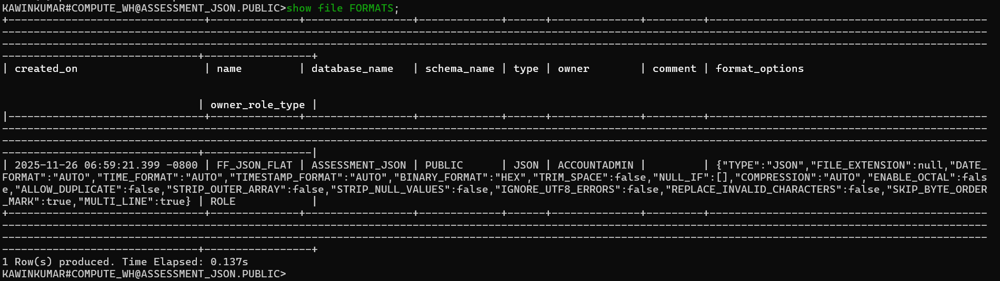 KAWINKUMAR#COMPUTE_WH@ASSESSMENT_JSON.PUBLIC>show file FORMATS;
| created_on | name | database_name | schema_name | type | owner | comment | format_options
| owner_role_type |
| 2025-11-26 06:59:21.399 -0800 | FF_JSON_FLAT | ASSESSMENT_JSON | PUBLIC | JSON | ACCOUNTADMIN | | {"TYPE":"JSON","FILE_EXTENSION":null,"DATE_
FORMAT":"AUTO","TIME_FORMAT":"AUTO","TIMESTAMP_FORMAT":"AUTO","BINARY_FORMAT":"HEX","TRIM_SPACE":false,"NULL_IF":[],"COMPRESSION":"AUTO","ENABLE_OCTAL":fals
e,"ALLOW_DUPLICATE":false,"STRIP_OUTER_ARRAY":false,"STRIP_NULL_VALUES":false,"IGNORE_UTF8_ERRORS":false,"REPLACE_INVALID_CHARACTERS":false,"SKIP_BYTE_ORDER
_MARK":true,"MULTI_LINE":true} | ROLE |
1 Row(s) produced. Time Elapsed: 0.137s
KAWINKUMAR#COMPUTE_WH@ASSESSMENT_JSON.PUBLIC>